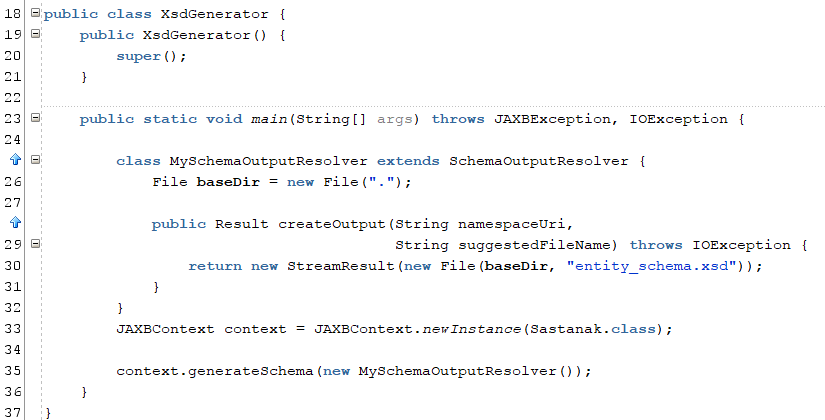 18 public class XsdGenerator {
19     public XsdGenerator() {
20         super();
21     }
22
23     public static void main(String[] args) throws JAXBException, IOException {
24
        class MySchemaOutputResolver extends SchemaOutputResolver {
26             File baseDir = new File(".");
27
            public Result createOutput(String namespaceUri,
29                                        String suggestedFileName) throws IOException {
30                 return new StreamResult(new File(baseDir, "entity_schema.xsd"));
31             }
32         }
33         JAXBContext context = JAXBContext.newInstance(Sastanak.class);
34
35         context.generateSchema(new MySchemaOutputResolver());
36     }
37 }